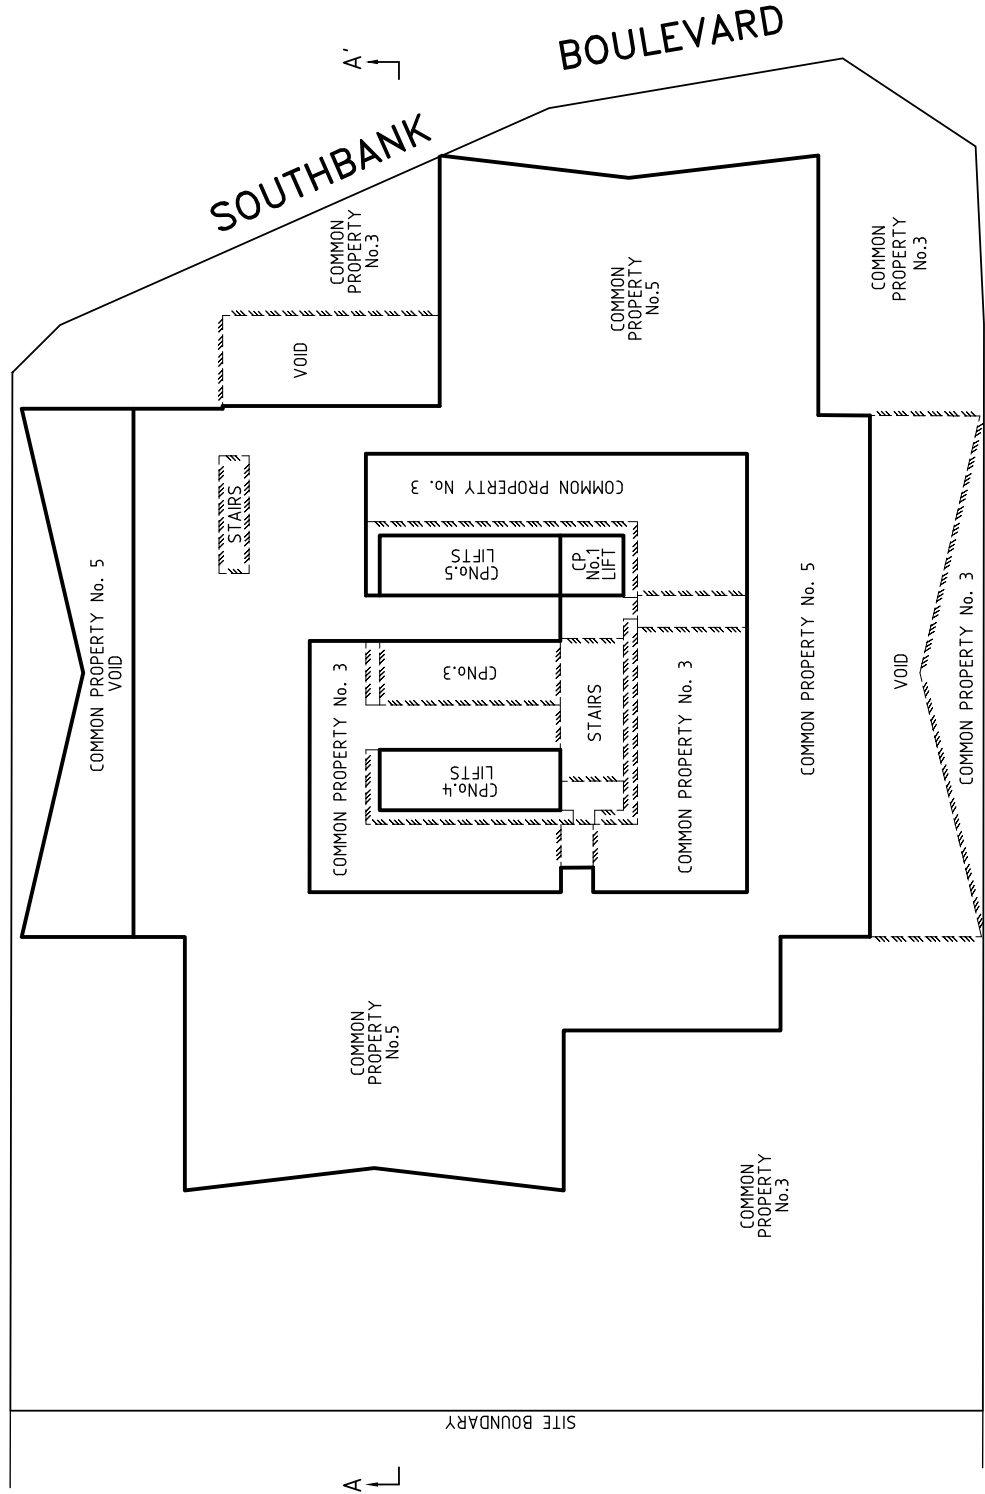 A'
BOULEVARD
SOUTHBANK
COMMON
PROPERTY
No.3
COMMON
PROPERTY
No.3
COMMON
PROPERTY
No.5
VOID
COMMON PROPERTY No. 3
STAIRS
CPNo.5
LIFTS
CP
No.1
LIFT
COMMON PROPERTY No. 5
VOID
COMMON PROPERTY No. 3
CPNo.3
STAIRS
COMMON PROPERTY No. 3
COMMON PROPERTY No. 5
VOID
COMMON PROPERTY No. 3
CPNo.4
LIFTS
COMMON
PROPERTY
No.5
COMMON
PROPERTY
No.3
SITE BOUNDARY
A